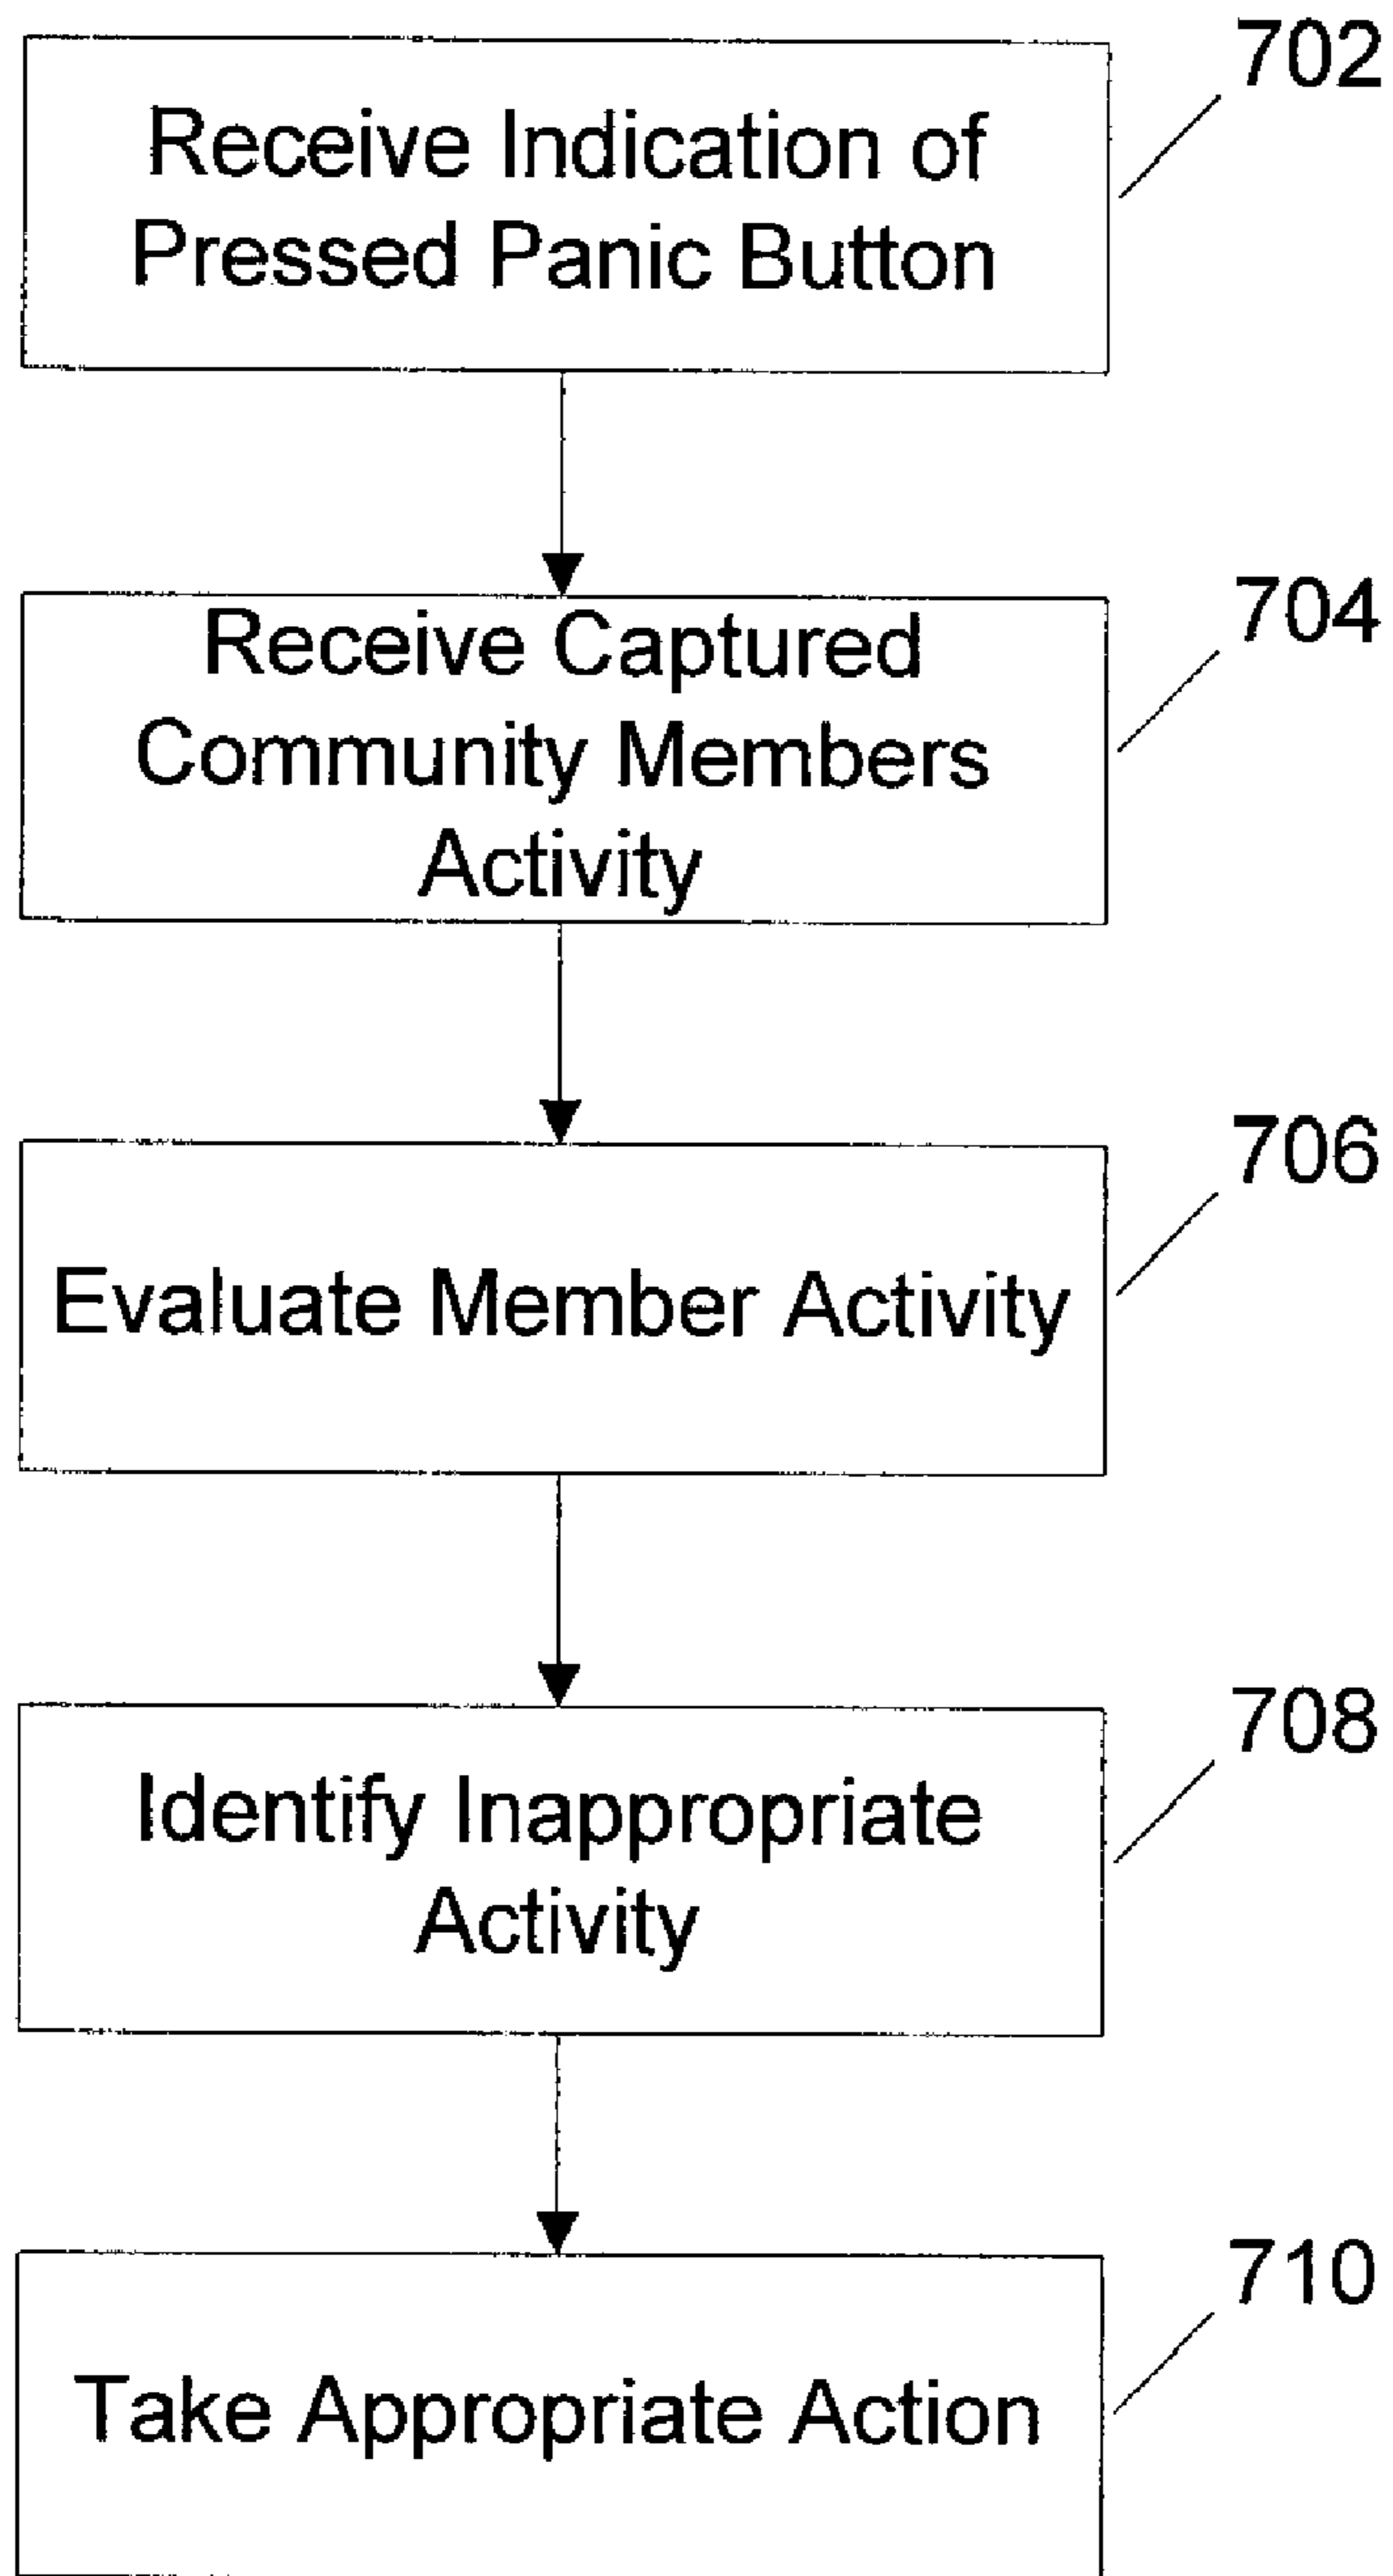 702
Receive Indication of
Pressed Panic Button
704
Receive Captured
Community Members
Activity
706
Evaluate Member Activity
708
Identify Inappropriate
Activity
710
Take Appropriate Action